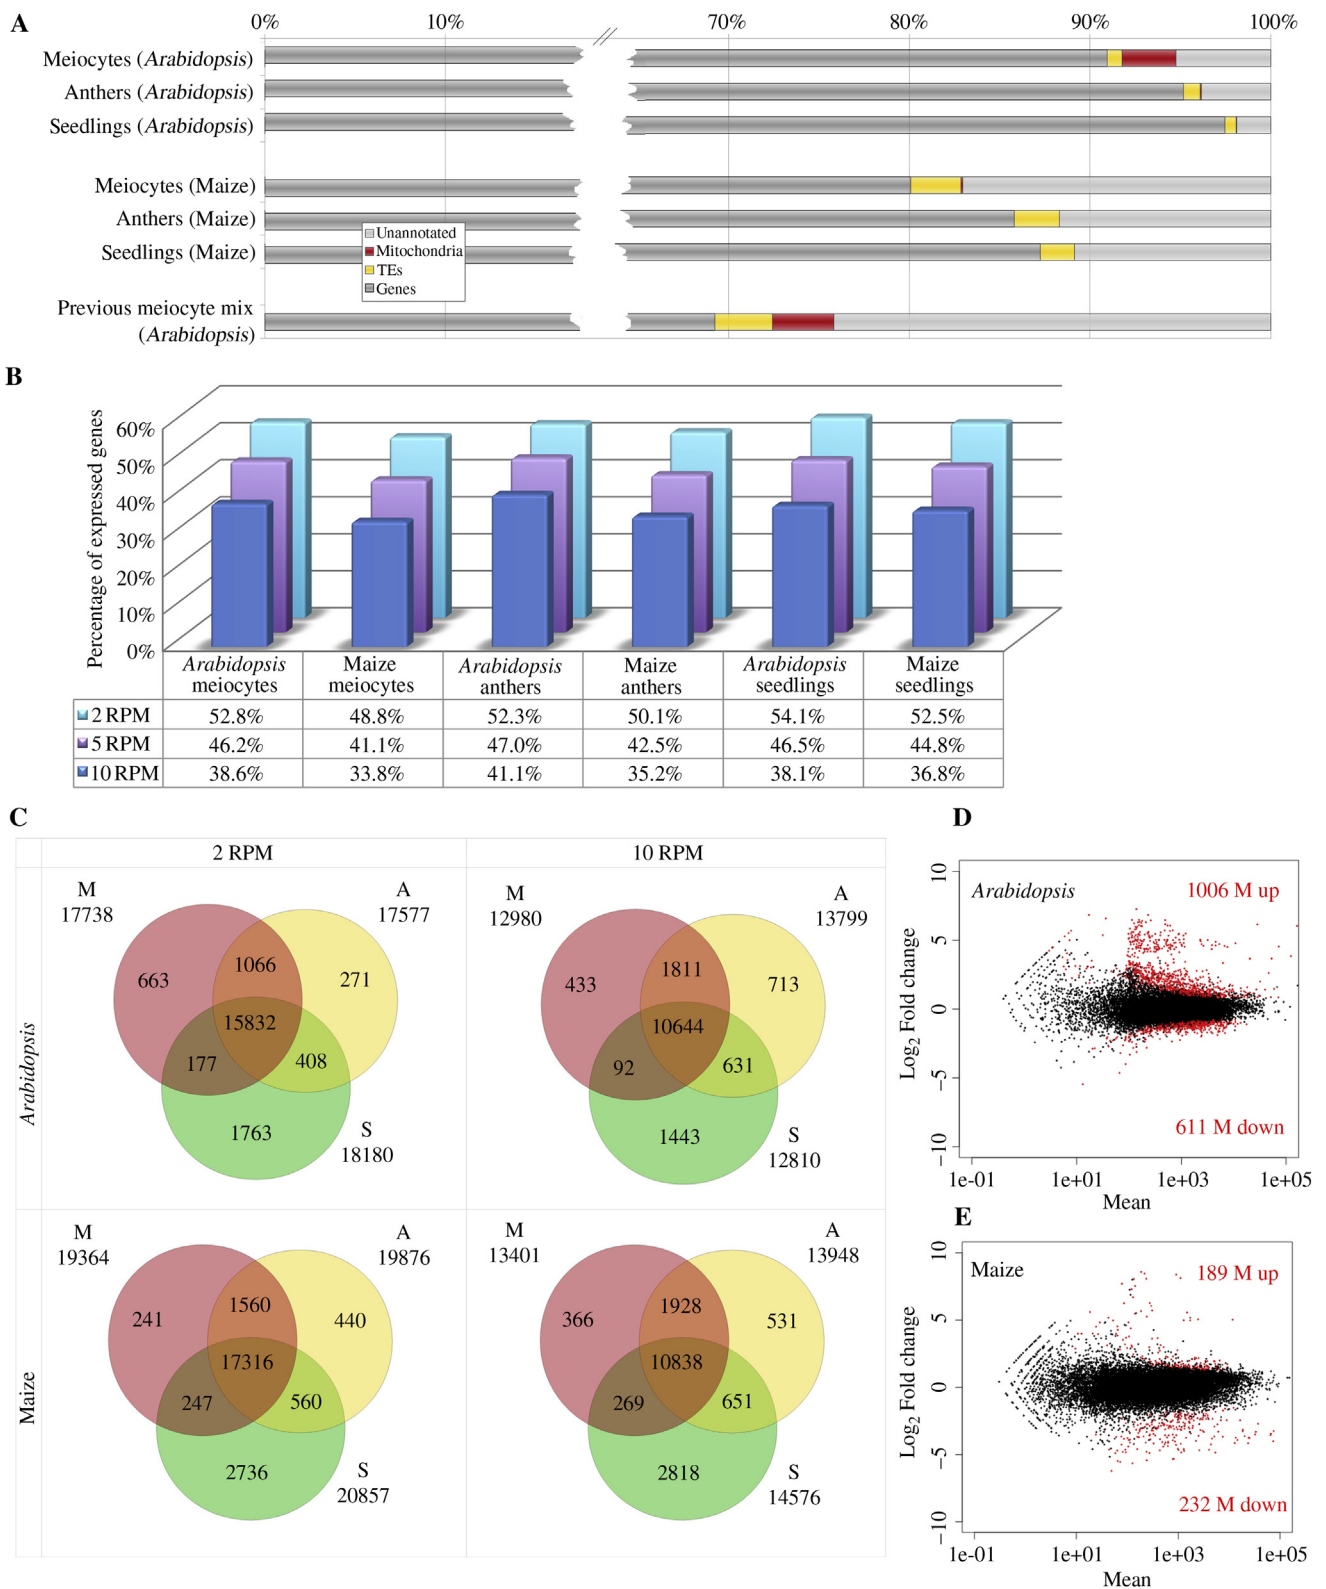 A
0% 10% 70% 80% 90% 100%
Meiocytes (Arabidopsis)
Anthers (Arabidopsis)
Seedlings (Arabidopsis)
Meiocytes (Maize)
Anthers (Maize)
Seedlings (Maize)
Previous meiocyte mix
(Arabidopsis)
Unannotated
Mitochondria
TEs
Genes
B
Percentage of expressed genes
60%
50%
40%
30%
20%
10%
0%
Arabidopsis meiocytes Maize meiocytes Arabidopsis anthers Maize anthers Arabidopsis seedlings Maize seedlings
2 RPM 52.8% 48.8% 52.3% 50.1% 54.1% 52.5%
5 RPM 46.2% 41.1% 47.0% 42.5% 46.5% 44.8%
10 RPM 38.6% 33.8% 41.1% 35.2% 38.1% 36.8%
C
2 RPM 10 RPM
Arabidopsis
M
17738
A
17577
663
1066
271
15832
177
408
1763
S
18180
M
12980
A
13799
433
1811
713
10644
92
631
1443
S
12810
Maize
M
19364
A
19876
241
1560
440
17316
247
560
2736
S
20857
M
13401
A
13948
366
1928
531
10838
269
651
2818
S
14576
D
Arabidopsis
1006 M up
611 M down
Log2 Fold change
10
5
0
−5
−10
1e-01 1e+01 1e+03 1e+05
Mean
E
Maize
189 M up
232 M down
Log2 Fold change
10
5
0
−5
−10
1e-01 1e+01 1e+03 1e+05
Mean